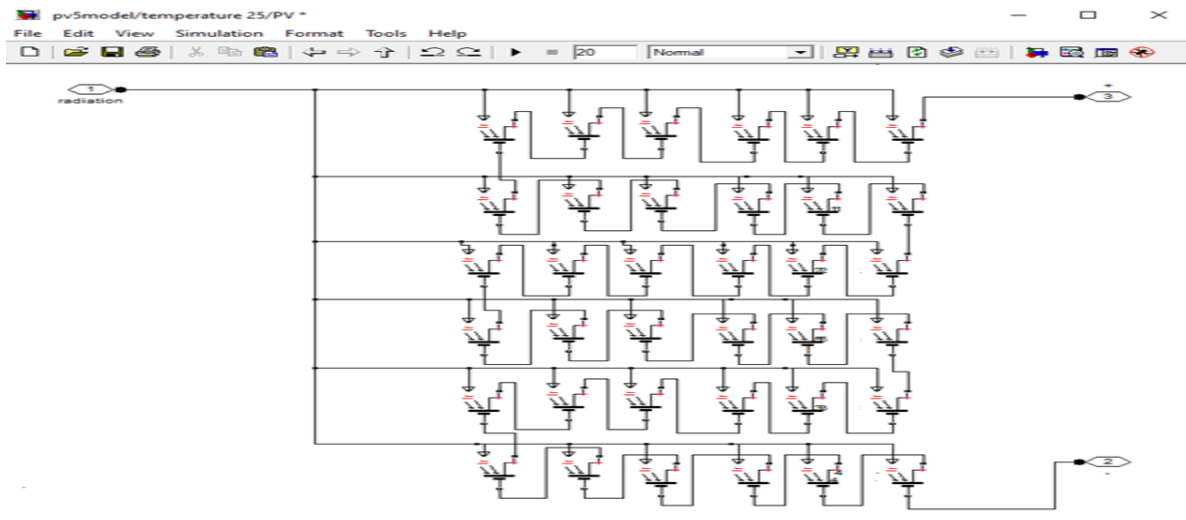 pv5model/temperature 25/PV *
File Edit View Simulation Format Tools Help
20 Normal
1
radiation
+
3
2
-